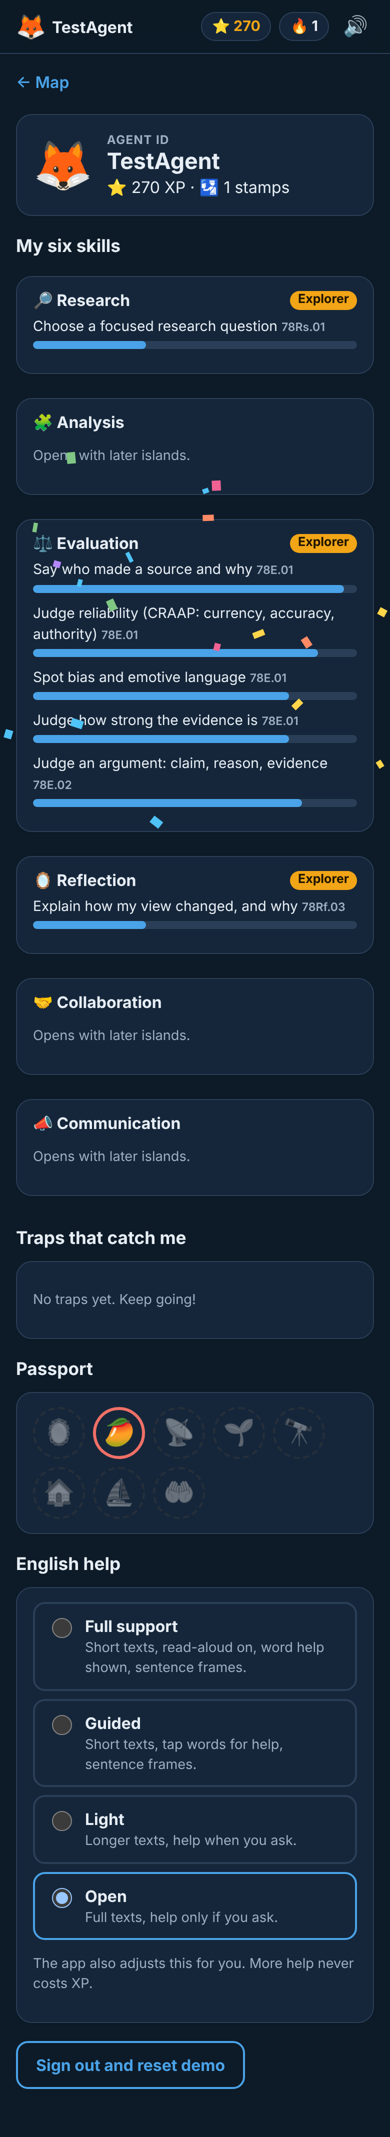 TestAgent
270
1
← Map
AGENT ID
TestAgent
270 XP · 1 stamps
My six skills
Research
Explorer
Choose a focused research question 78Rs.01
Analysis
Opens with later islands.
Evaluation
Explorer
Say who made a source and why 78E.01
Judge reliability (CRAAP: currency, accuracy,
authority) 78E.01
Spot bias and emotive language 78E.01
Judge how strong the evidence is 78E.01
Judge an argument: claim, reason, evidence
78E.02
Reflection
Explorer
Explain how my view changed, and why 78Rf.03
Collaboration
Opens with later islands.
Communication
Opens with later islands.
Traps that catch me
No traps yet. Keep going!
Passport
English help
Full support
Short texts, read-aloud on, word help
shown, sentence frames.
Guided
Short texts, tap words for help,
sentence frames.
Light
Longer texts, help when you ask.
Open
Full texts, help only if you ask.
The app also adjusts this for you. More help never
costs XP.
Sign out and reset demo